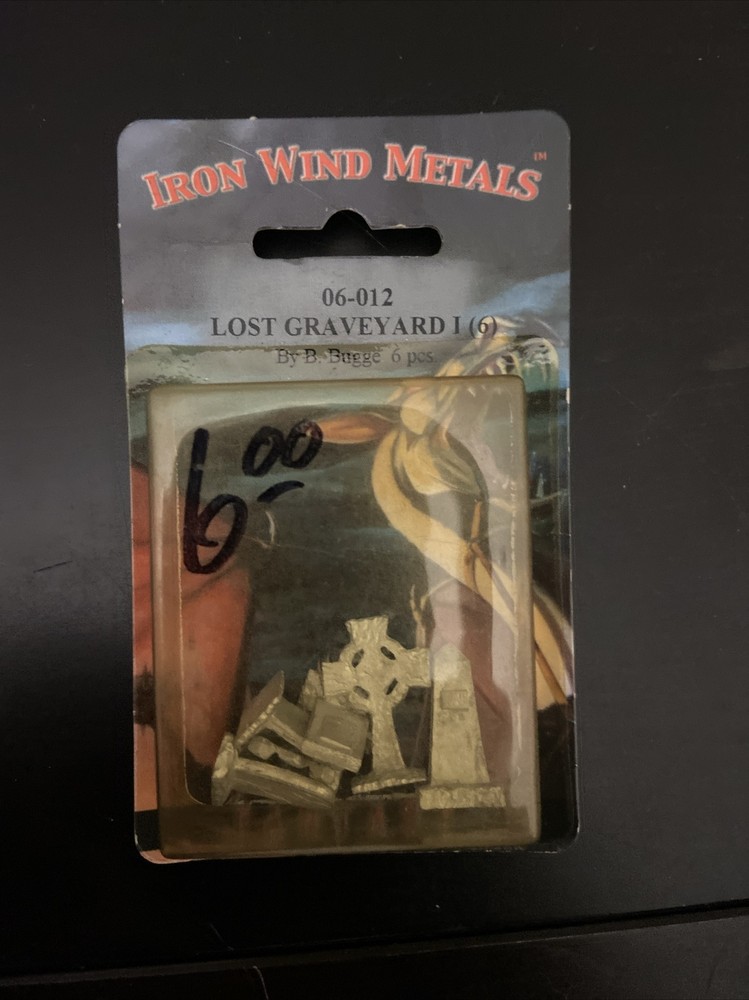 IRON WIND METALS™
06-012
LOST GRAVEYARD I (6)
By B. Bugge 6 pcs
6.00